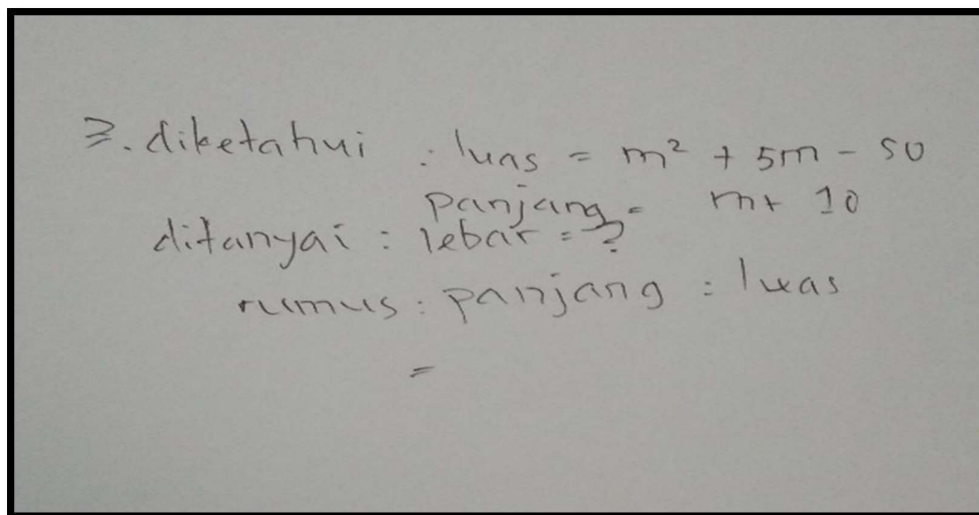 3. diketahui : luas = m² + 5m - 50
panjang = m+ 10
ditanyai : lebar = ?
rumus : panjang : luas
=